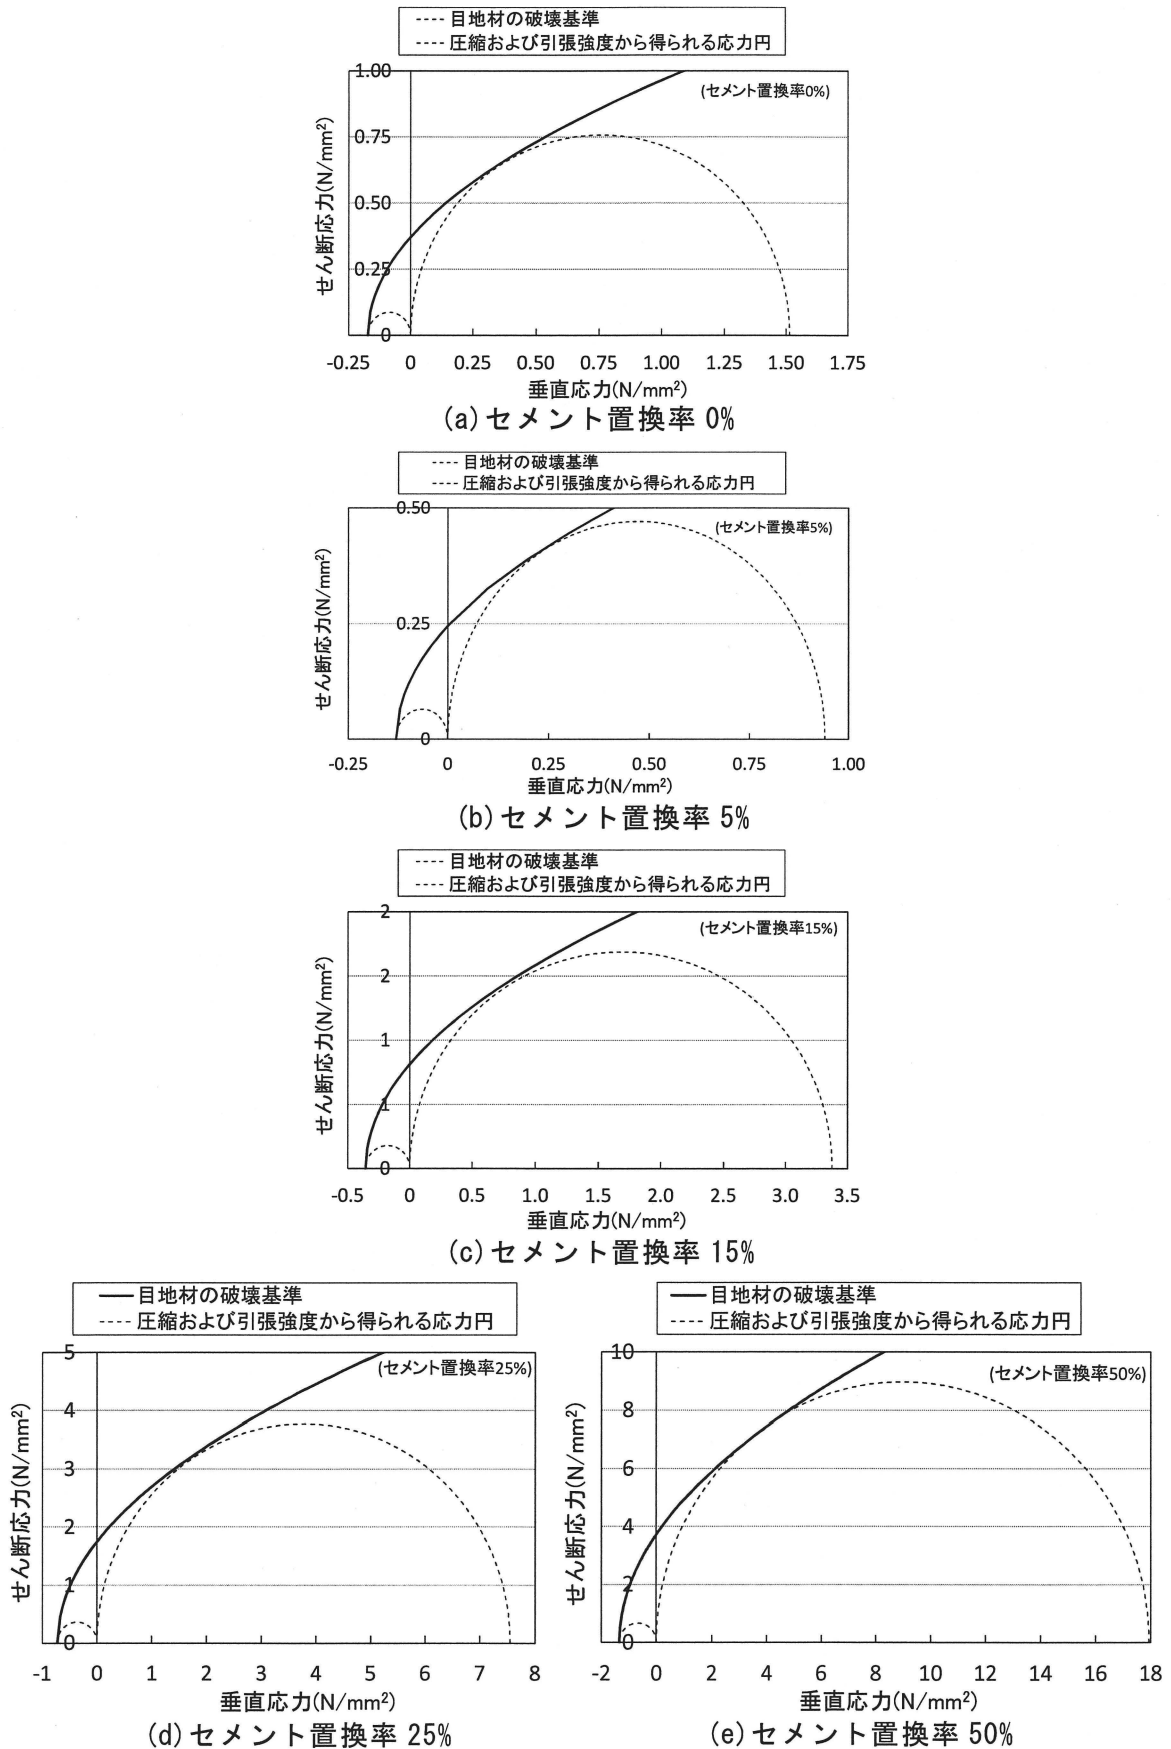 目地材の破壊基準
圧縮および引張強度から得られる応力円
(セメント置換率0%)
せん断応力(N/mm²)
1.00
0.75
0.50
0.25
0
-0.25 0 0.25 0.50 0.75 1.00 1.25 1.50 1.75
垂直応力(N/mm²)
(a)セメント置換率 0%
目地材の破壊基準
圧縮および引張強度から得られる応力円
(セメント置換率5%)
せん断応力(N/mm²)
0.50
0.25
0
-0.25 0 0.25 0.50 0.75 1.00
垂直応力(N/mm²)
(b)セメント置換率 5%
目地材の破壊基準
圧縮および引張強度から得られる応力円
(セメント置換率15%)
せん断応力(N/mm²)
2
2
1
1
0
-0.5 0 0.5 1.0 1.5 2.0 2.5 3.0 3.5
垂直応力(N/mm²)
(c)セメント置換率 15%
目地材の破壊基準
圧縮および引張強度から得られる応力円
(セメント置換率25%)
せん断応力(N/mm²)
5
4
3
2
1
0
-1 0 1 2 3 4 5 6 7 8
垂直応力(N/mm²)
(d)セメント置換率 25%
目地材の破壊基準
圧縮および引張強度から得られる応力円
(セメント置換率50%)
せん断応力(N/mm²)
10
8
6
4
2
0
-2 0 2 4 6 8 10 12 14 16 18
垂直応力(N/mm²)
(e)セメント置換率 50%